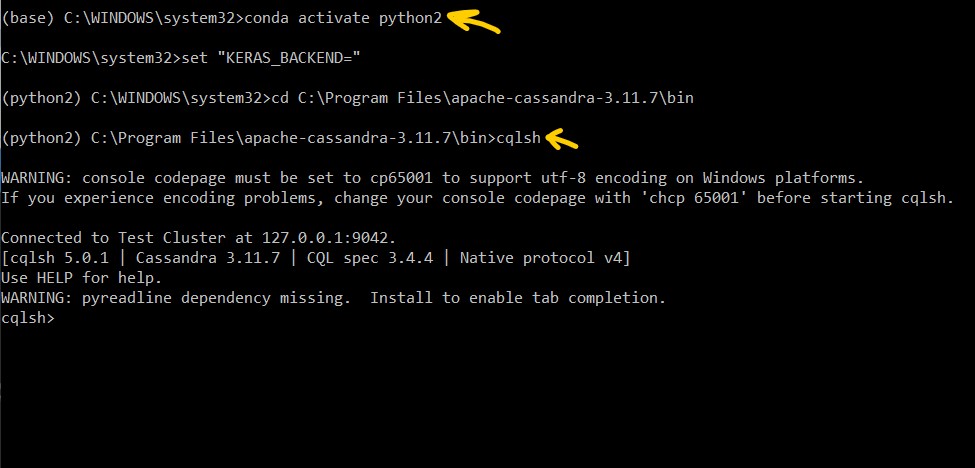 (base) C:\WINDOWS\system32>conda activate python2
C:\WINDOWS\system32>set "KERAS_BACKEND="
(python2) C:\WINDOWS\system32>cd C:\Program Files\apache-cassandra-3.11.7\bin
(python2) C:\Program Files\apache-cassandra-3.11.7\bin>cqlsh
WARNING: console codepage must be set to cp65001 to support utf-8 encoding on Windows platforms.
If you experience encoding problems, change your console codepage with 'chcp 65001' before starting cqlsh.
Connected to Test Cluster at 127.0.0.1:9042.
[cqlsh 5.0.1 | Cassandra 3.11.7 | CQL spec 3.4.4 | Native protocol v4]
Use HELP for help.
WARNING: pyreadline dependency missing.  Install to enable tab completion.
cqlsh>